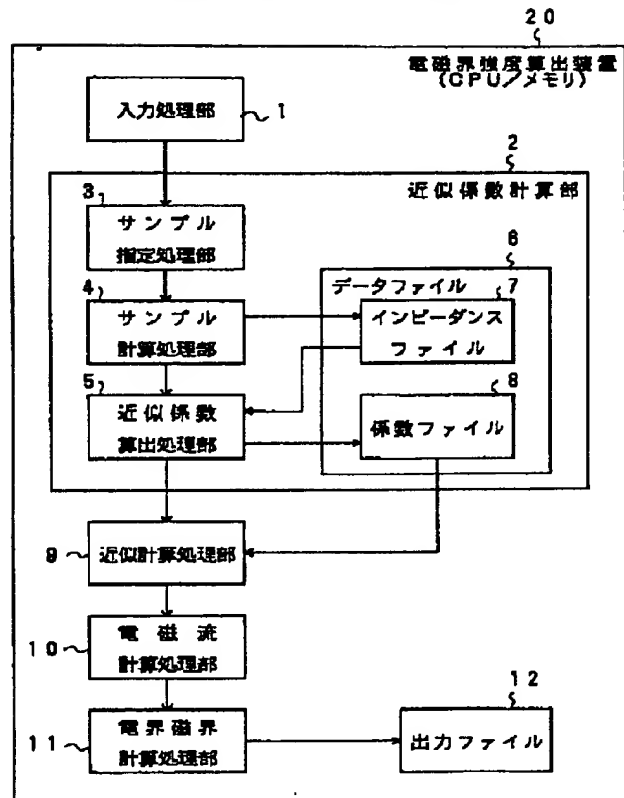 20
電磁界強度算出装置
(CPU/メモリ)
入力処理部
1
2
近似係数計算部
3
サンプル
指定処理部
6
データファイル
4
サンプル
計算処理部
7
インピーダンス
ファイル
5
近似係数
算出処理部
8
係数ファイル
9
近似計算処理部
10
電磁流
計算処理部
11
電界磁界
計算処理部
12
出力ファイル